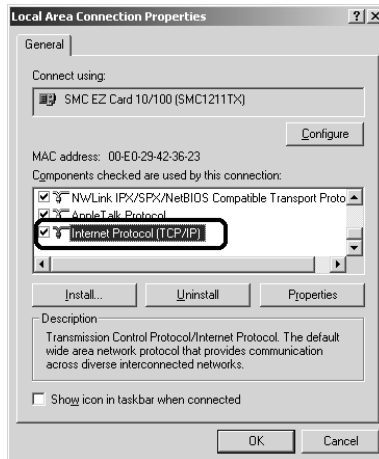 Local Area Connection Properties
General
Connect using:
SMC EZ Card 10/100 (SMC1211TX)
Configure
MAC address: 00-E0-29-42-36-23
Components checked are used by this connection:
NWLink IPX/SPX/NetBIOS Compatible Transport Proto
AppleTalk Protocol
Internet Protocol (TCP/IP)
Install... Uninstall Properties
Description
Transmission Control Protocol/Internet Protocol. The default
wide area network protocol that provides communication
across diverse interconnected networks.
Show icon in taskbar when connected
OK Cancel